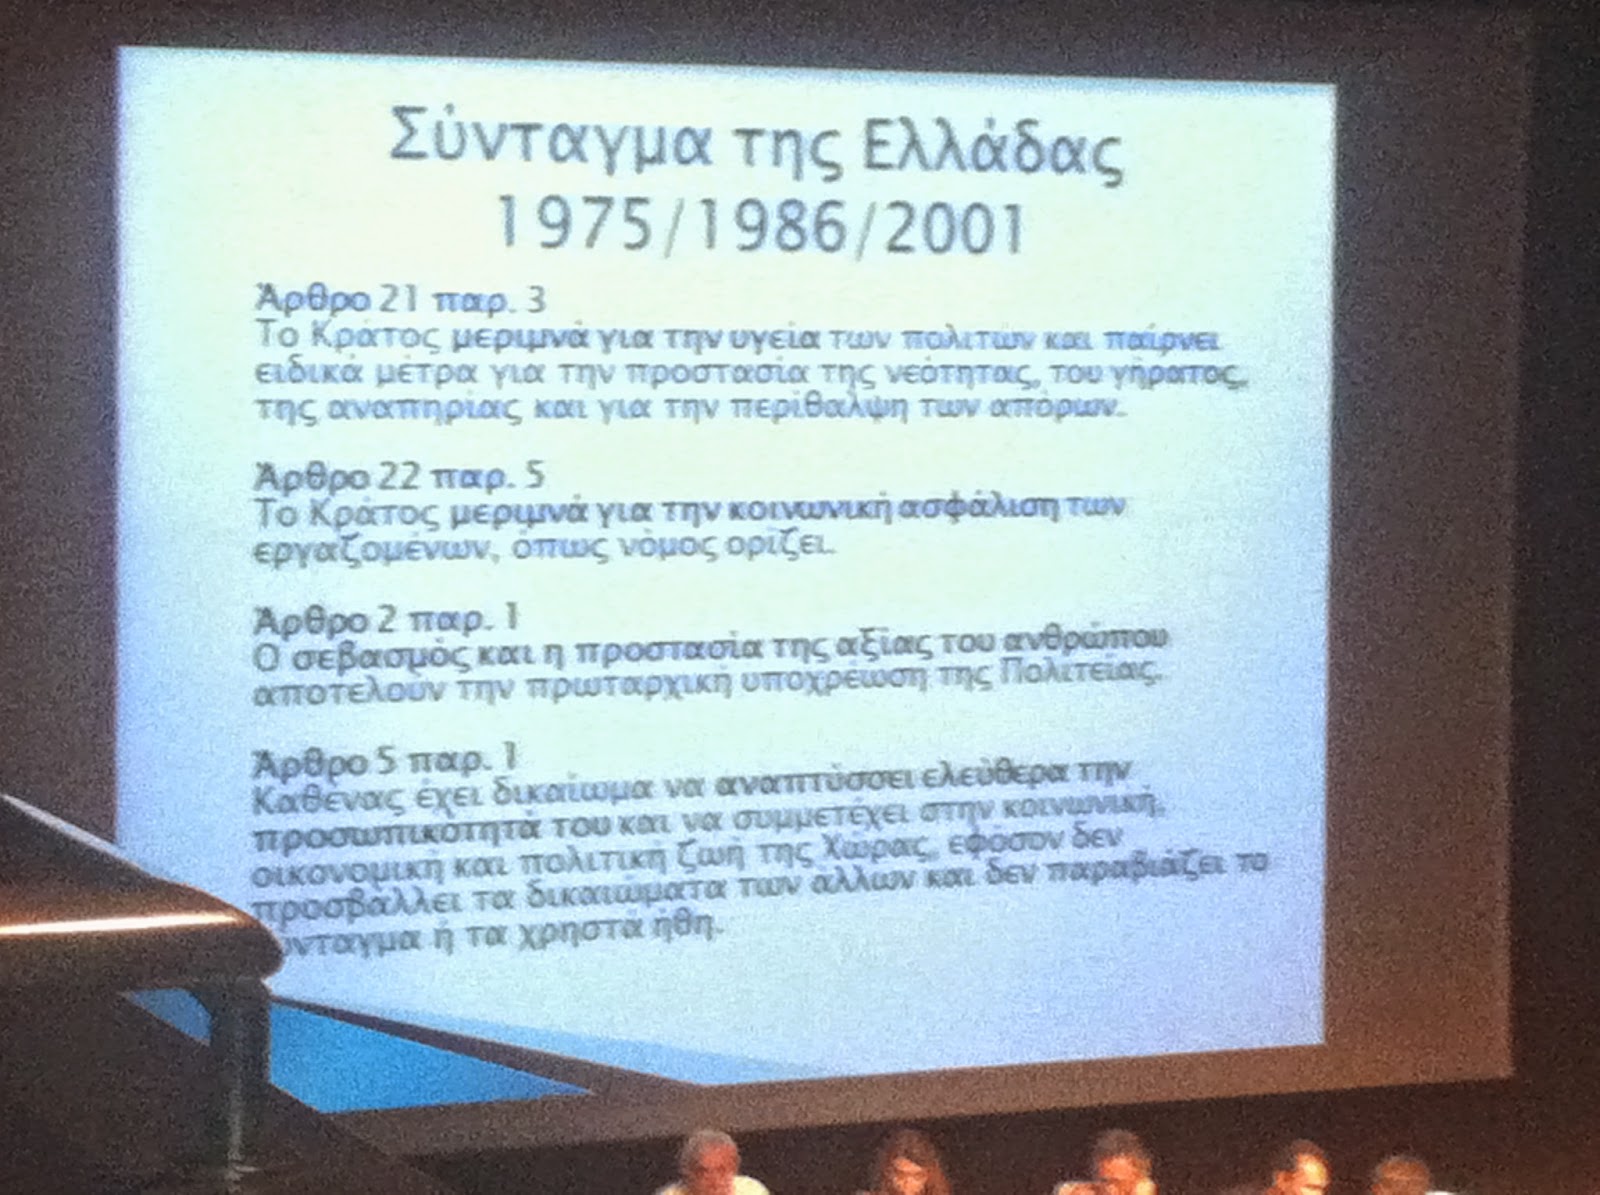 Σύνταγμα της Ελλάδας
1975/1986/2001
Άρθρο 21 παρ. 3
Το Κράτος μεριμνά για την υγεία των πολιτών και παίρνει
ειδικά μέτρα για την προστασία της νεότητας, του γήρατος,
της αναπηρίας και για την περίθαλψη των απόρων.
Άρθρο 22 παρ. 5
Το Κράτος μεριμνά για την κοινωνική ασφάλιση των
εργαζομένων, όπως νόμος ορίζει.
Άρθρο 2 παρ. 1
Ο σεβασμός και η προστασία της αξίας του ανθρώπου
αποτελούν την πρωταρχική υποχρέωση της Πολιτείας.
Άρθρο 5 παρ. 1
Καθένας έχει δικαίωμα να αναπτύσσει ελεύθερα την
προσωπικότητά του και να συμμετέχει στην κοινωνική,
οικονομική και πολιτική ζωή της Χώρας, εφόσον δεν
προσβάλλει τα δικαιώματα των άλλων και δεν παραβιάζει το
ύνταγμα ή τα χρηστά ήθη.